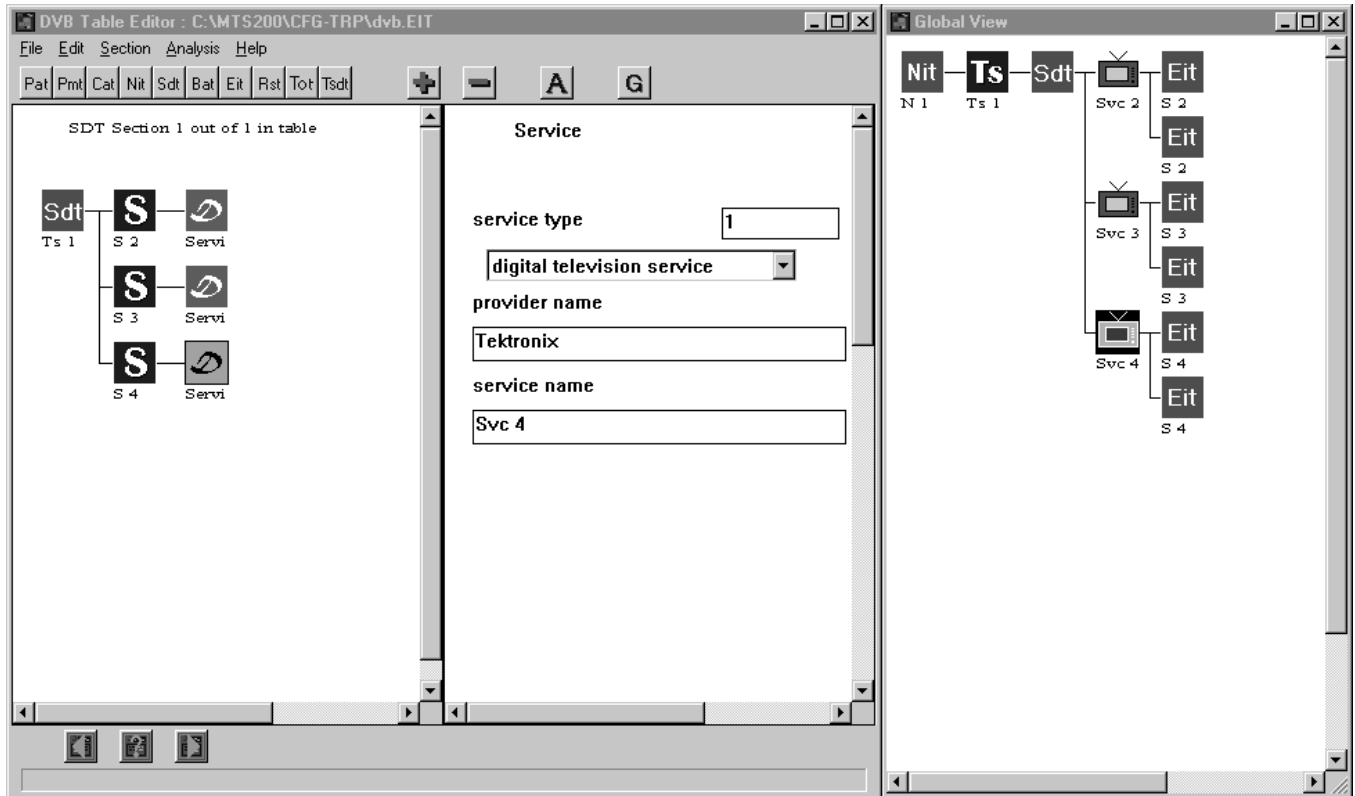 DVB Table Editor : C:\MTS200\CFG-TRP\dvb.EIT
File Edit Section Analysis Help
Pat Pmt Cat Nit Sdt Bat Eit Rst Tot Tsdt A G
SDT Section 1 out of 1 in table
Sdt S D
Ts 1 S 2 Servi
S D
S 3 Servi
S D
S 4 Servi
Service
service type 1
digital television service
provider name
Tektronix
service name
Svc 4
Global View
Nit Ts Sdt Eit
N 1 Ts 1 Svc 2 S 2
Eit
S 2
Eit
Svc 3 S 3
Eit
S 3
Eit
Svc 4 S 4
Eit
S 4